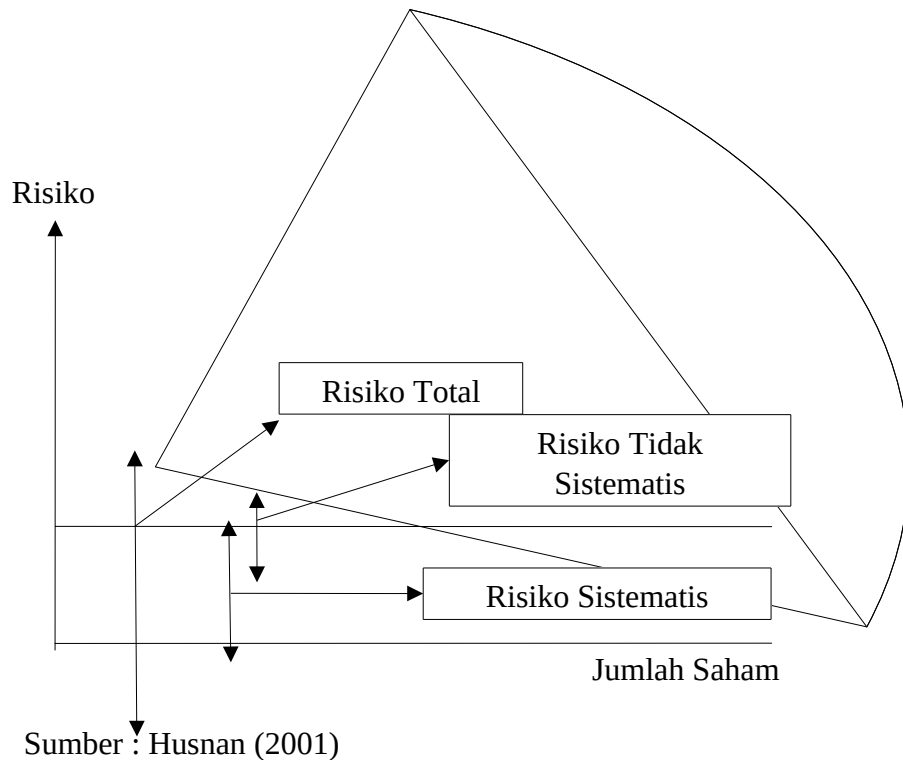 Risiko
Risiko Total
Risiko Tidak
Sistematis
Risiko Sistematis
Jumlah Saham
Sumber : Husnan (2001)